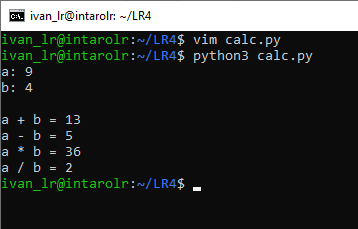 ivan_lr@intarolr: ~/LR4
ivan_lr@intarolr:~/LR4$ vim calc.py
ivan_lr@intarolr:~/LR4$ python3 calc.py
a: 9
b: 4
a + b = 13
a - b = 5
a * b = 36
a / b = 2
ivan_lr@intarolr:~/LR4$